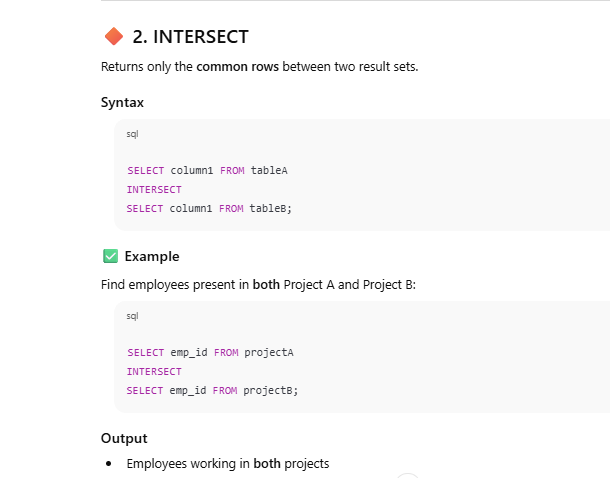 2. INTERSECT
Returns only the common rows between two result sets.
Syntax
sql
SELECT column1 FROM tableA
INTERSECT
SELECT column1 FROM tableB;
Example
Find employees present in both Project A and Project B:
sql
SELECT emp_id FROM projectA
INTERSECT
SELECT emp_id FROM projectB;
Output
• Employees working in both projects